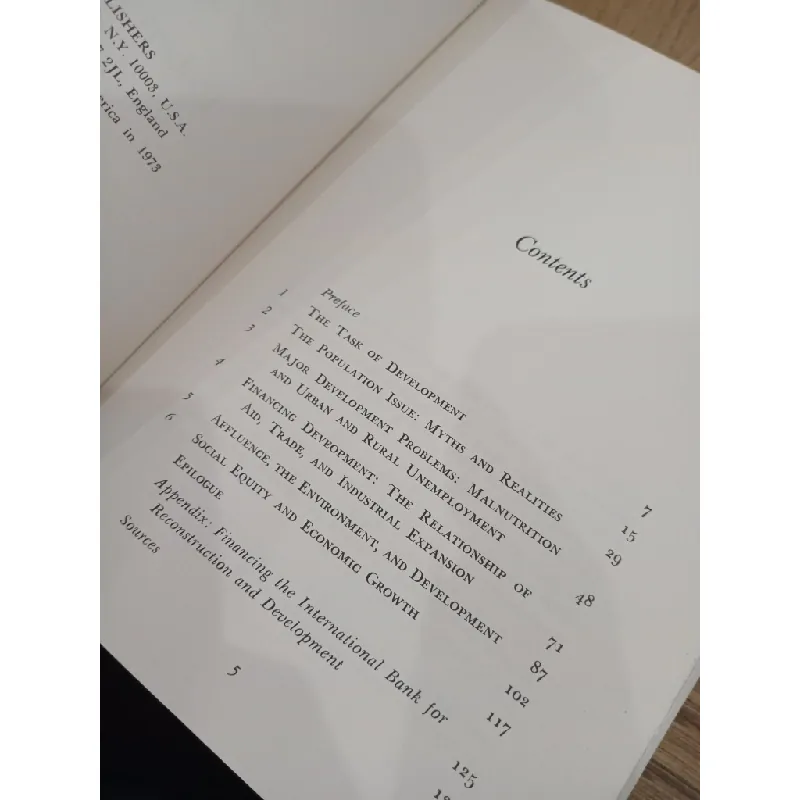 LISHERS
N.Y. 10003, U.S.A.
2JL, England
rica in 1973
Contents
Preface 7
1 THE TASK OF DEVELOPMENT 15
2 THE POPULATION ISSUE: MYTHS AND REALITIES 29
3 MAJOR DEVELOPMENT PROBLEMS: MALNUTRITION
AND URBAN AND RURAL UNEMPLOYMENT 48
4 FINANCING DEVEOPMENT: THE RELATIONSHIP OF
AID, TRADE, AND INDUSTRIAL EXPANSION 71
5 AFFLUENCE, THE ENVIRONMENT, AND DEVELOPMENT 87
6 SOCIAL EQUITY AND ECONOMIC GROWTH 102
EPILOGUE 117
Appendix: Financing the International Bank for
Reconstruction and Development 125
Sources
5